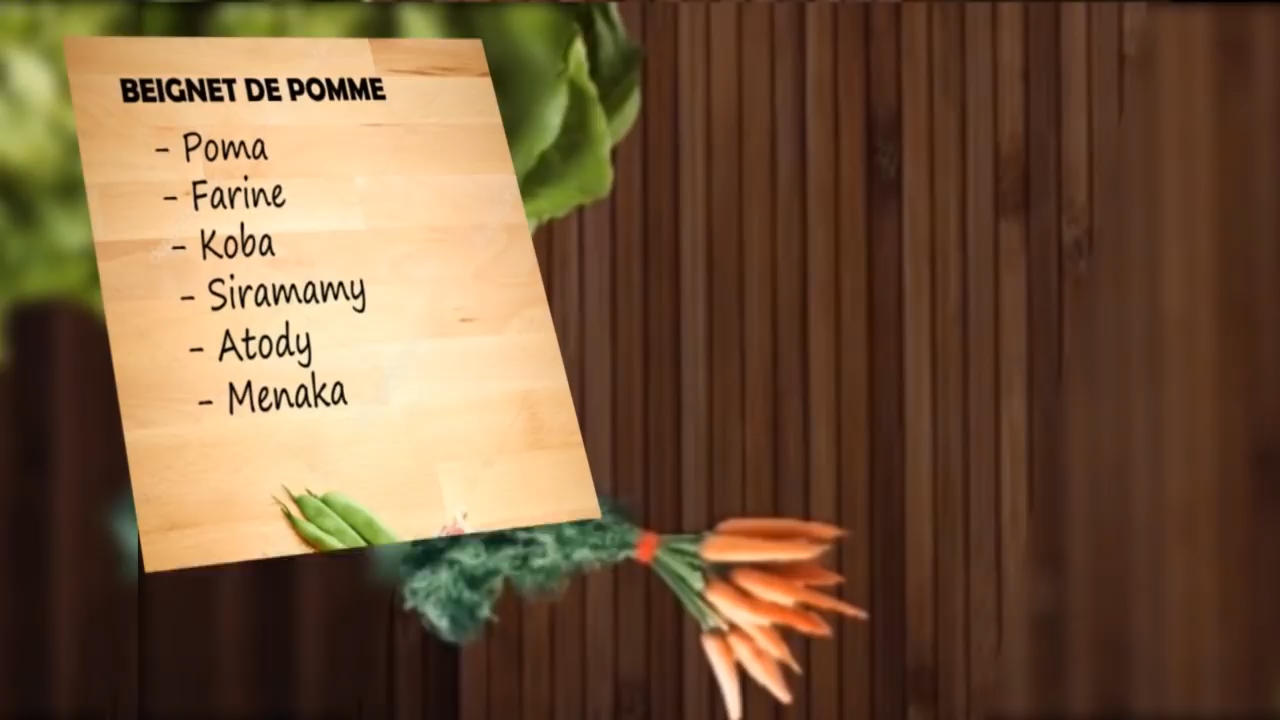 BEIGNET DE POMME
- Poma
- Farine
- Koba
- Siramamy
- Atody
- Menaka